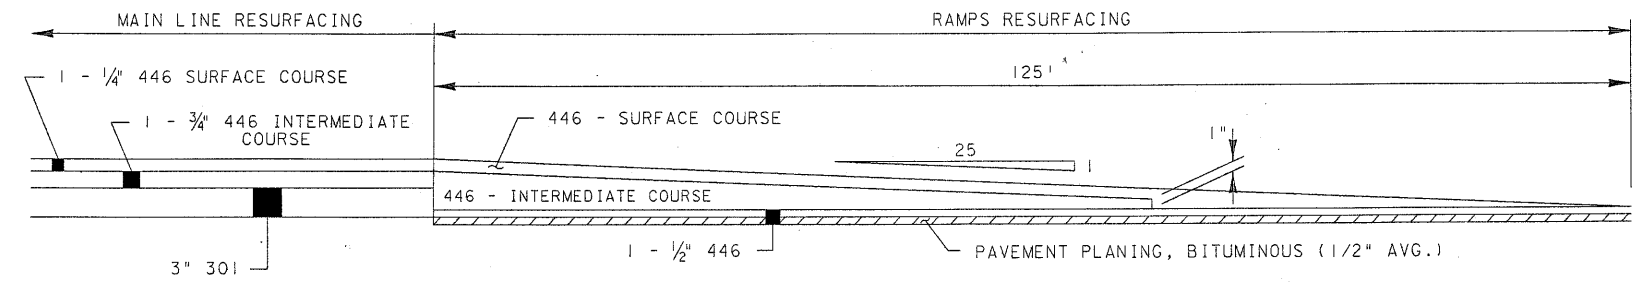 MAIN LINE RESURFACING
RAMPS RESURFACING
125' *
1 - 1/4" 446 SURFACE COURSE
1 - 3/4" 446 INTERMEDIATE
COURSE
446 - SURFACE COURSE
1"
25
1
446 - INTERMEDIATE COURSE
1 - 1/2" 446
PAVEMENT PLANING, BITUMINOUS (1/2" AVG.)
3" 301